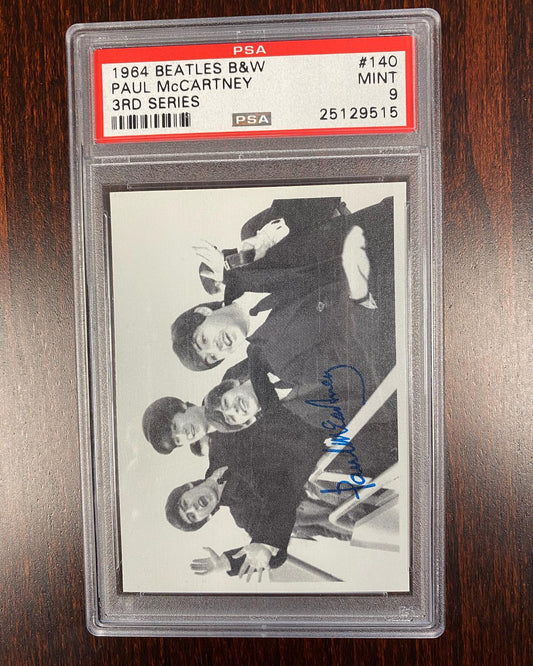 PSA
1964 BEATLES B&W #140
PAUL McCARTNEY MINT
3RD SERIES 9
PSA 25129515
Paul McCartney